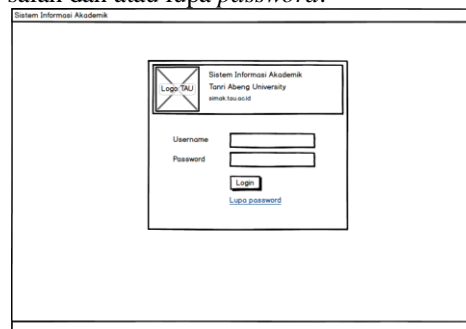 salah dan atau lupa password.
Sistem Informasi Akademik
Logo TAU
Sistem Informasi Akademik
Tanri Abeng University
simak.tau.ac.id
Username
Password
Login
Lupa password